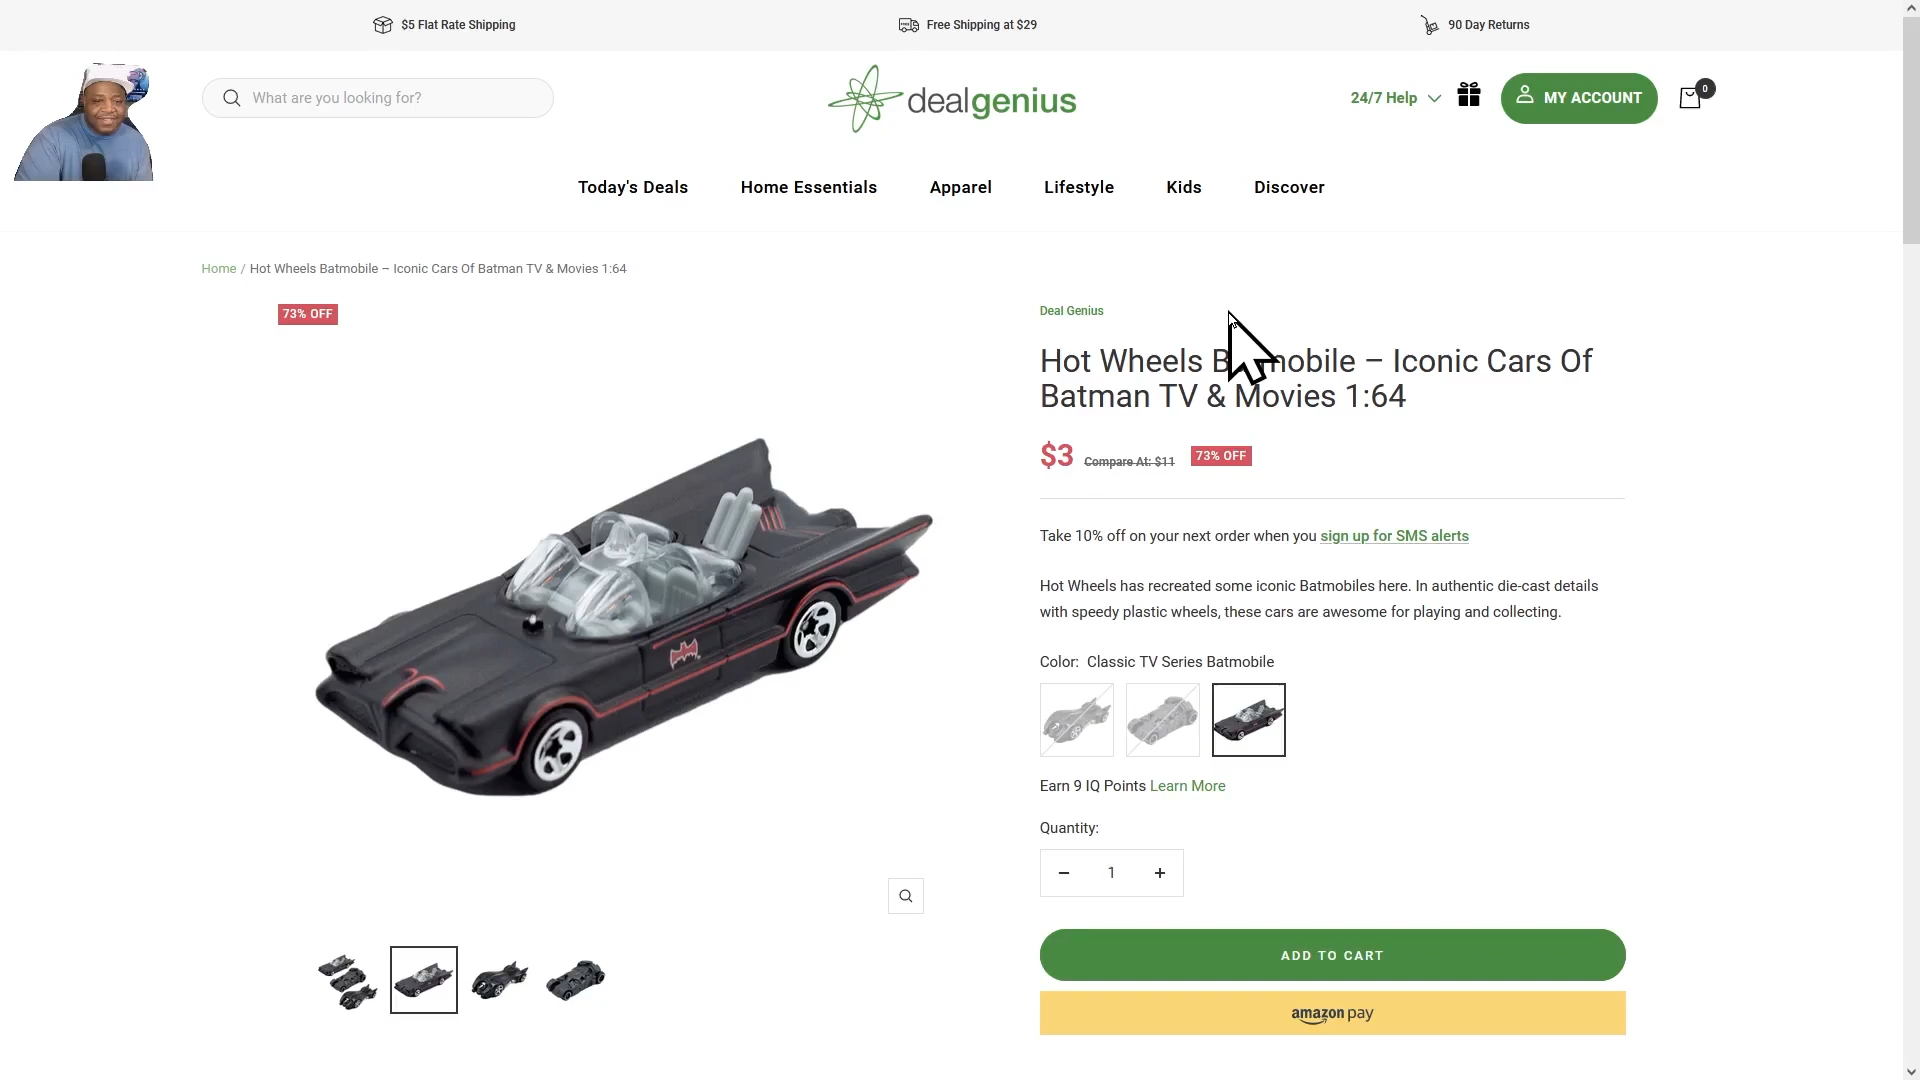 $5 Flat Rate Shipping
Free Shipping at $29
90 Day Returns
What are you looking for?
dealgenius
24/7 Help
MY ACCOUNT
0
Today's Deals
Home Essentials
Apparel
Lifestyle
Kids
Discover
Home / Hot Wheels Batmobile – Iconic Cars Of Batman TV & Movies 1:64
73% OFF
Deal Genius
Hot Wheels Batmobile – Iconic Cars Of
Batman TV & Movies 1:64
$3 Compare At: $11 73% OFF
Take 10% off on your next order when you sign up for SMS alerts
Hot Wheels has recreated some iconic Batmobiles here. In authentic die-cast details
with speedy plastic wheels, these cars are awesome for playing and collecting.
Color: Classic TV Series Batmobile
Earn 9 IQ Points Learn More
Quantity:
− 1 +
ADD TO CART
amazon pay